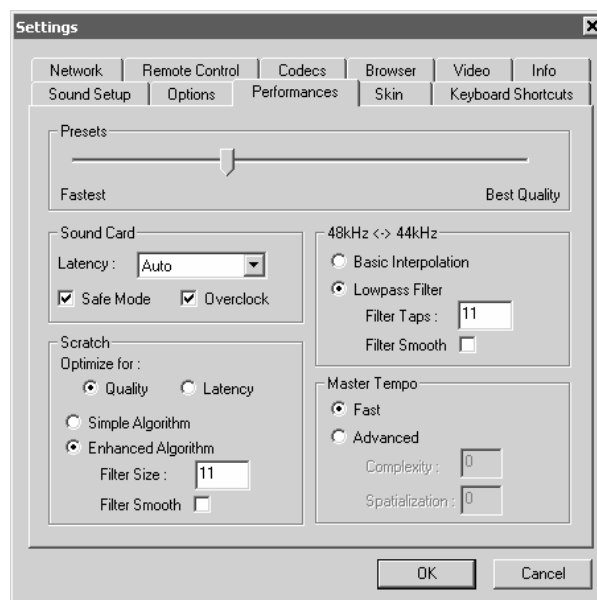 Settings
Network Remote Control Codecs Browser Video Info
Sound Setup Options Performances Skin Keyboard Shortcuts
Presets
Fastest Best Quality
Sound Card
Latency : Auto
Safe Mode Overclock
Scratch
Optimize for :
Quality Latency
Simple Algorithm
Enhanced Algorithm
Filter Size : 11
Filter Smooth
48kHz <-> 44kHz
Basic Interpolation
Lowpass Filter
Filter Taps : 11
Filter Smooth
Master Tempo
Fast
Advanced
Complexity : 0
Spatialization : 0
OK Cancel